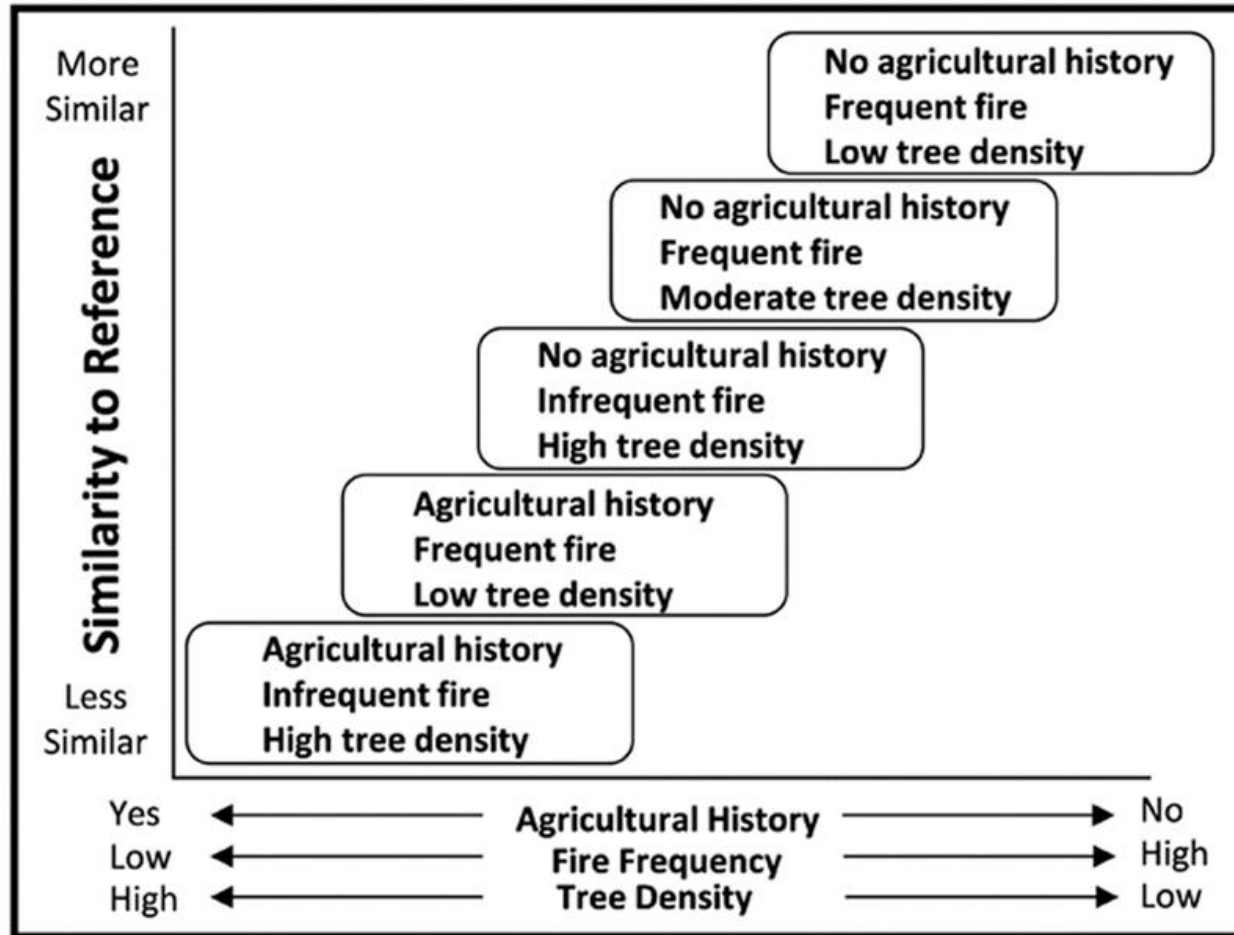 More
Similar
Similarity to Reference
Less
Similar
No agricultural history
Frequent fire
Low tree density
No agricultural history
Frequent fire
Moderate tree density
No agricultural history
Infrequent fire
High tree density
Agricultural history
Frequent fire
Low tree density
Agricultural history
Infrequent fire
High tree density
Yes Agricultural History No
Low Fire Frequency High
High Tree Density Low